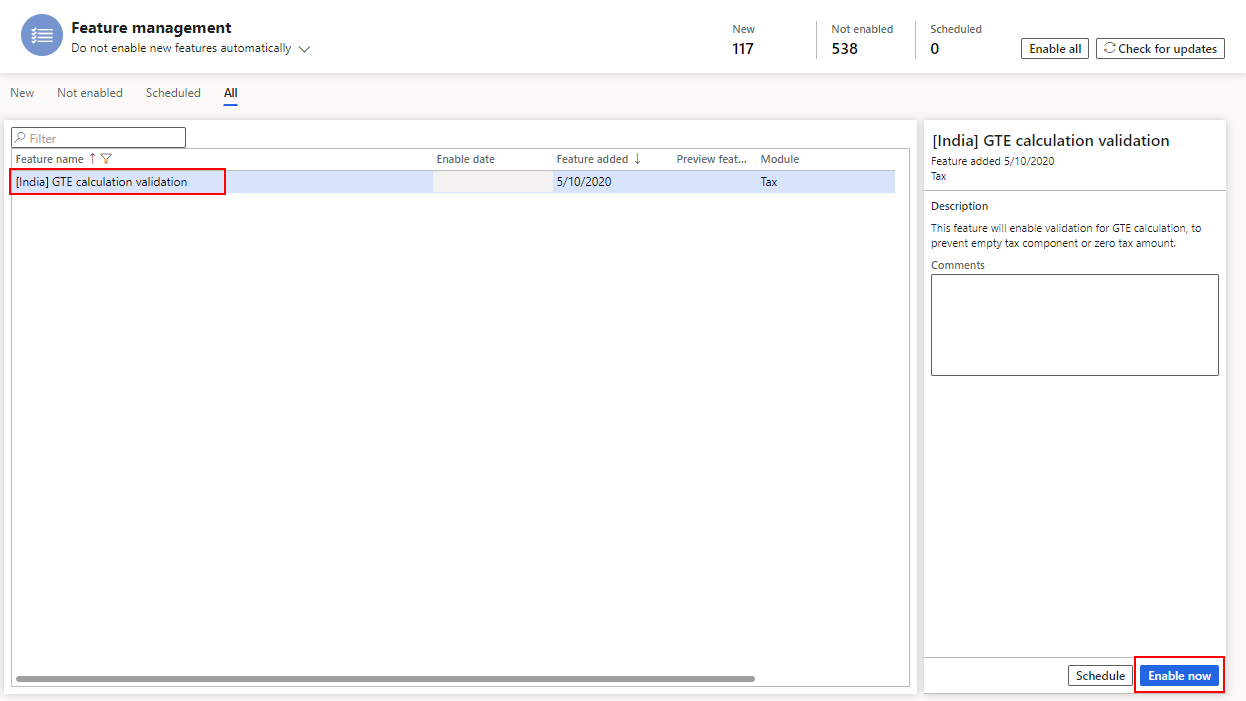 Feature management
Do not enable new features automatically
New
117
Not enabled
538
Scheduled
0
Enable all
Check for updates
New Not enabled Scheduled All
Filter
Feature name Enable date Feature added Preview feat... Module
[India] GTE calculation validation 5/10/2020 Tax
[India] GTE calculation validation
Feature added 5/10/2020
Tax
Description
This feature will enable validation for GTE calculation, to
prevent empty tax component or zero tax amount.
Comments
Schedule Enable now